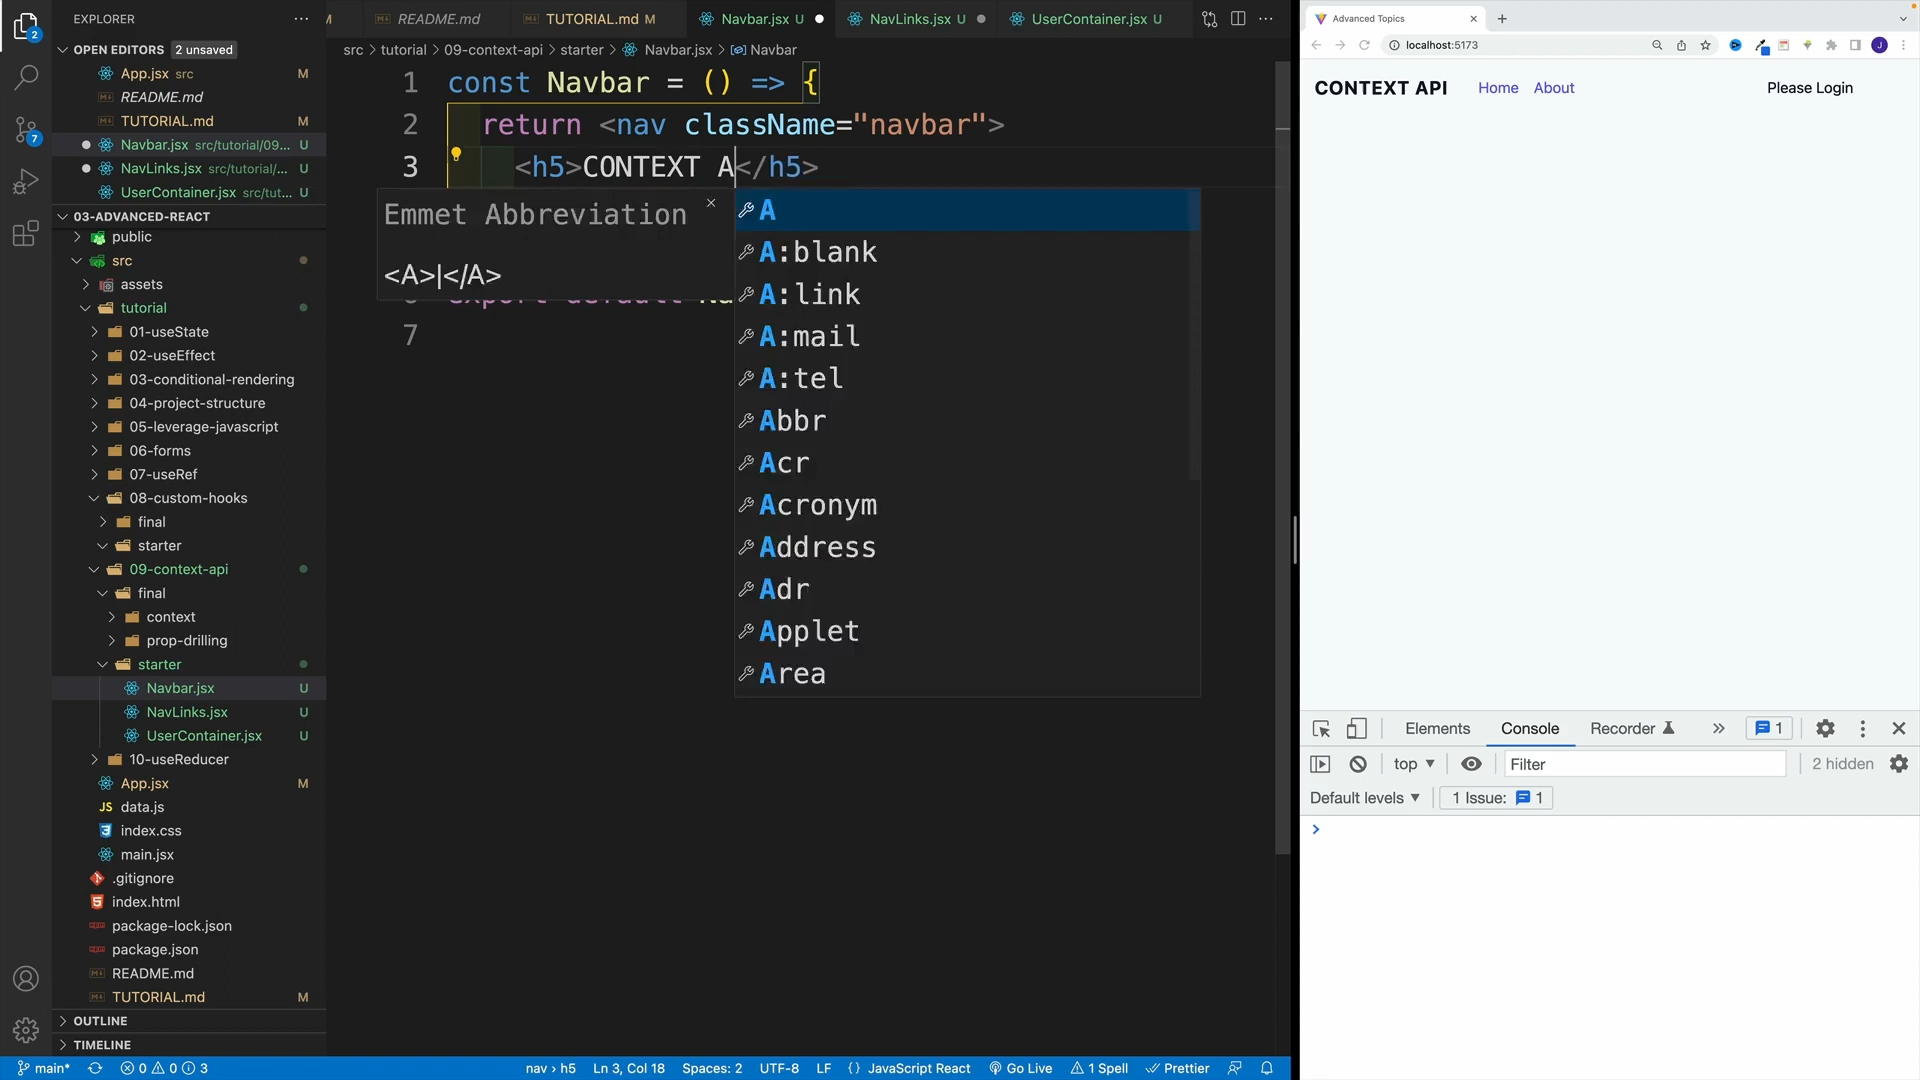 EXPLORER
OPEN EDITORS 2 unsaved
App.jsx src M
README.md
TUTORIAL.md M
Navbar.jsx src/tutorial/09... U
NavLinks.jsx src/tutorial/... U
UserContainer.jsx src/tut... U
03-ADVANCED-REACT
public
src
assets
tutorial
01-useState
02-useEffect
03-conditional-rendering
04-project-structure
05-leverage-javascript
06-forms
07-useRef
08-custom-hooks
final
starter
09-context-api
final
context
prop-drilling
starter
Navbar.jsx U
NavLinks.jsx U
UserContainer.jsx U
10-useReducer
App.jsx M
data.js
index.css
main.jsx
.gitignore
index.html
package-lock.json
package.json
README.md
TUTORIAL.md M
OUTLINE
TIMELINE
2
7
M README.md TUTORIAL.md M Navbar.jsx U NavLinks.jsx U UserContainer.jsx U
src > tutorial > 09-context-api > starter > Navbar.jsx > Navbar
1 const Navbar = () => {
2 return <nav className="navbar">
3 <h5>CONTEXT A</h5>
7
Emmet Abbreviation
<A>|</A>
A
A:blank
A:link
A:mail
A:tel
Abbr
Acr
Acronym
Address
Adr
Applet
Area
main* 0 0 3 nav > h5 Ln 3, Col 18 Spaces: 2 UTF-8 LF {} JavaScript React Go Live 1 Spell Prettier
Advanced Topics
localhost:5173
J
CONTEXT API Home About Please Login
Elements Console Recorder 1
top Filter 2 hidden
Default levels 1 Issue: 1